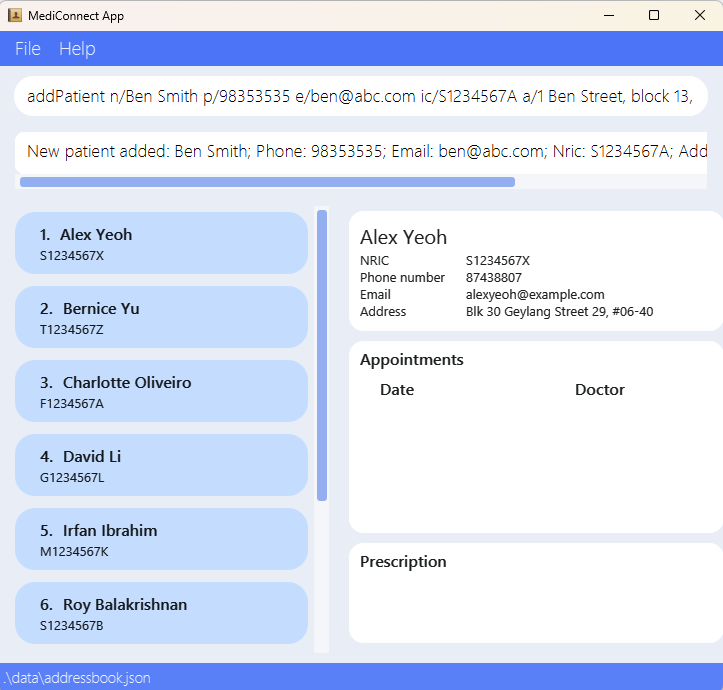 MediConnect App
File Help
addPatient n/Ben Smith p/98353535 e/ben@abc.com ic/S1234567A a/1 Ben Street, block 13,
New patient added: Ben Smith; Phone: 98353535; Email: ben@abc.com; Nric: S1234567A; Add
1. Alex Yeoh
S1234567X
2. Bernice Yu
T1234567Z
3. Charlotte Oliveiro
F1234567A
4. David Li
G1234567L
5. Irfan Ibrahim
M1234567K
6. Roy Balakrishnan
S1234567B
Alex Yeoh
NRIC S1234567X
Phone number 87438807
Email alexyeoh@example.com
Address Blk 30 Geylang Street 29, #06-40
Appointments
Date Doctor
Prescription
.\data\addressbook.json